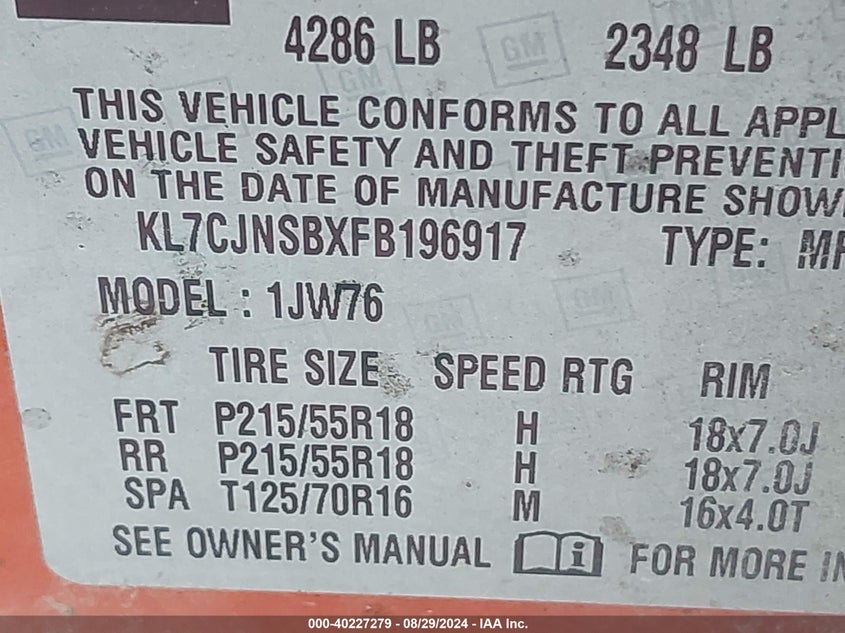 4286 LB 2348 LB
THIS VEHICLE CONFORMS TO ALL APPL
VEHICLE SAFETY AND THEFT PREVENTI
ON THE DATE OF MANUFACTURE SHOW
KL7CJNSBXFB196917 TYPE: MP
MODEL : 1JW76
TIRE SIZE SPEED RTG RIM
FRT P215/55R18 H 18x7.0J
RR P215/55R18 H 18x7.0J
SPA T125/70R16 M 16x4.0T
SEE OWNER'S MANUAL i FOR MORE IN
000-40227279 - 08/29/2024 - IAA Inc.